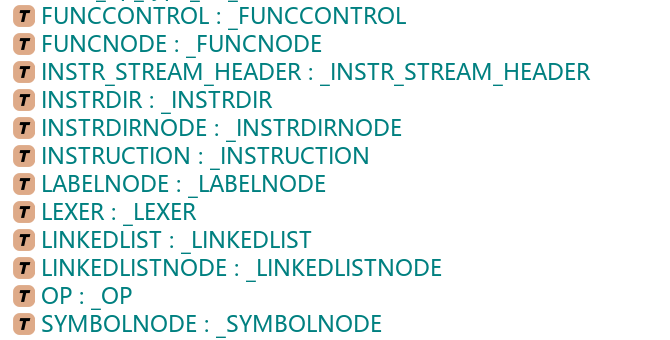 T FUNCCONTROL : _FUNCCONTROL
T FUNCNODE : _FUNCNODE
T INSTR_STREAM_HEADER : _INSTR_STREAM_HEADER
T INSTRDIR : _INSTRDIR
T INSTRDIRNODE : _INSTRDIRNODE
T INSTRUCTION : _INSTRUCTION
T LABELNODE : _LABELNODE
T LEXER : _LEXER
T LINKEDLIST : _LINKEDLIST
T LINKEDLISTNODE : _LINKEDLISTNODE
T OP : _OP
T SYMBOLNODE : _SYMBOLNODE